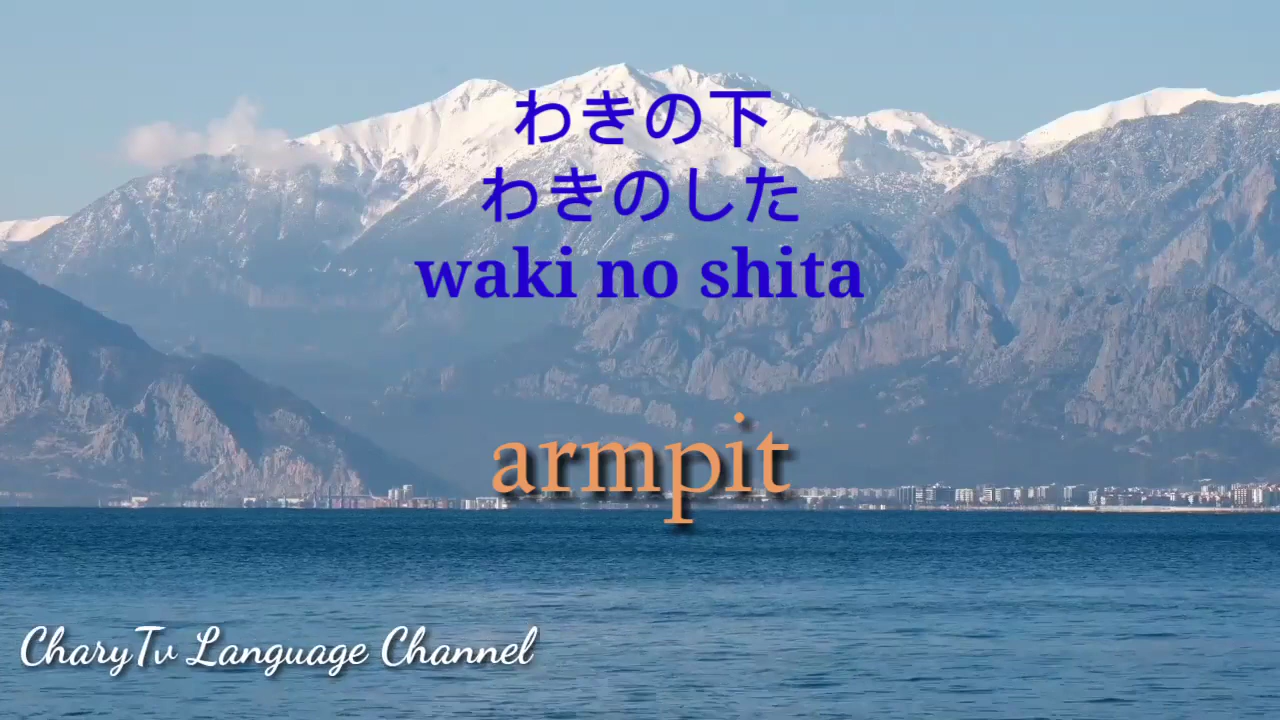 わきの下
わきのした
waki no shita
armpit
CharyTv Language Channel